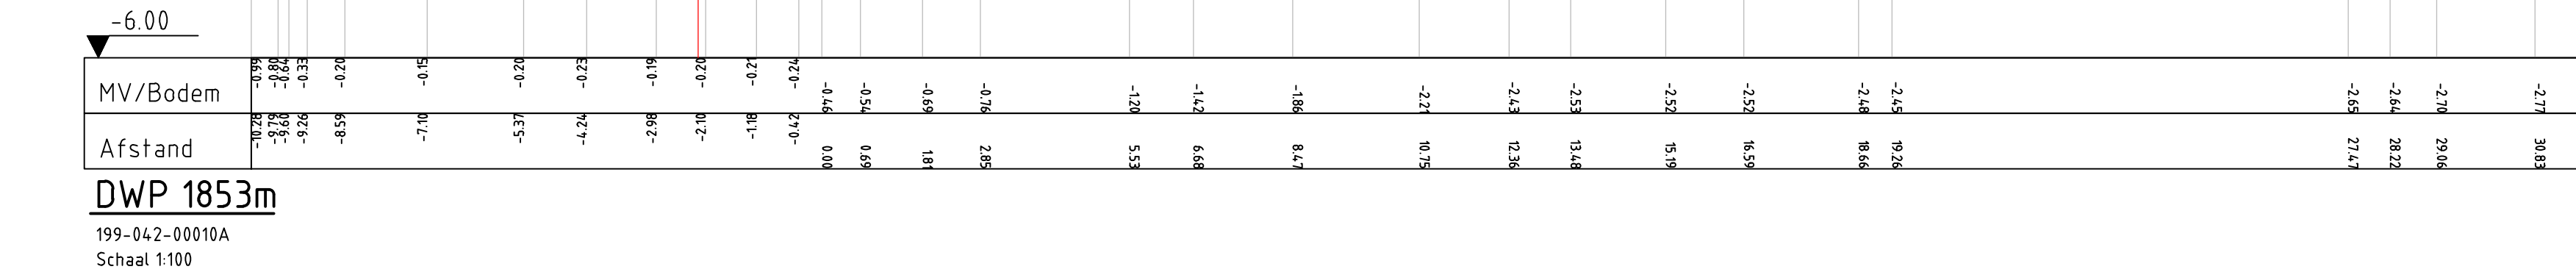 -6.00
MV/Bodem -0.99 -0.80 -0.64 -0.33 -0.20 -0.15 -0.20 -0.23 -0.19 -0.20 -0.21 -0.24 -0.46 -0.54 -0.69 -0.76 -1.20 -1.42 -1.86 -2.21 -2.43 -2.53 -2.52 -2.52 -2.48 -2.45 -2.65 -2.64 -2.70 -2.77
Afstand -10.28 -9.79 -9.60 -9.26 -8.59 -7.10 -5.37 -4.24 -2.98 -2.10 -1.18 -0.42 0.00 0.69 1.81 2.85 5.53 6.68 8.47 10.75 12.36 13.48 15.19 16.59 18.66 19.26 27.47 28.22 29.06 30.83
DWP 1853m
199-042-00010A
Schaal 1:100